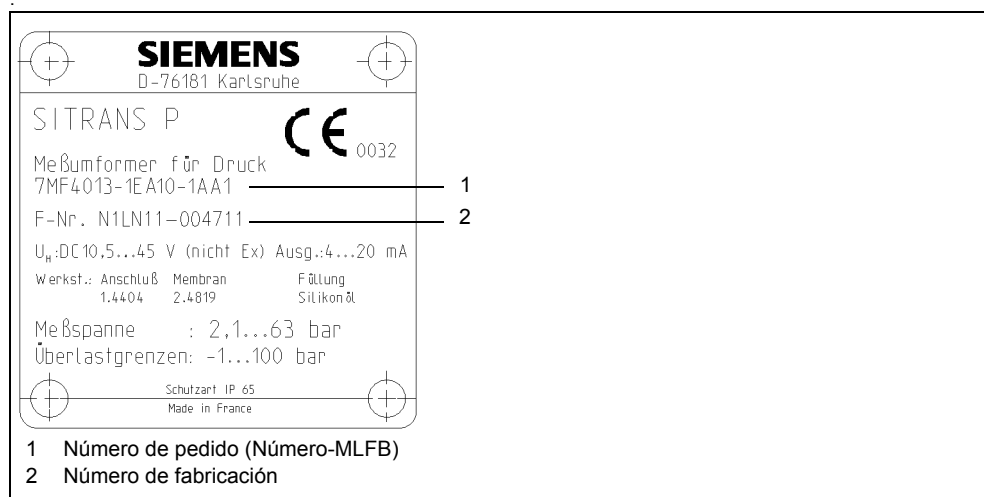 SIEMENS
D-76181 Karlsruhe
SITRANS P
CE 0032
Meßumformer für Druck
7MF4013-1EA10-1AA1 1
F-Nr. N1LN11-004711 2
UH:DC10,5...45 V (nicht Ex) Ausg.:4...20 mA
Werkst.: Anschluß Membran Füllung
1.4404 2.4819 Silikonöl
Meßspanne : 2,1...63 bar
Überlastgrenzen: -1...100 bar
Schutzart IP 65
Made in France
1 Número de pedido (Número-MLFB)
2 Número de fabricación